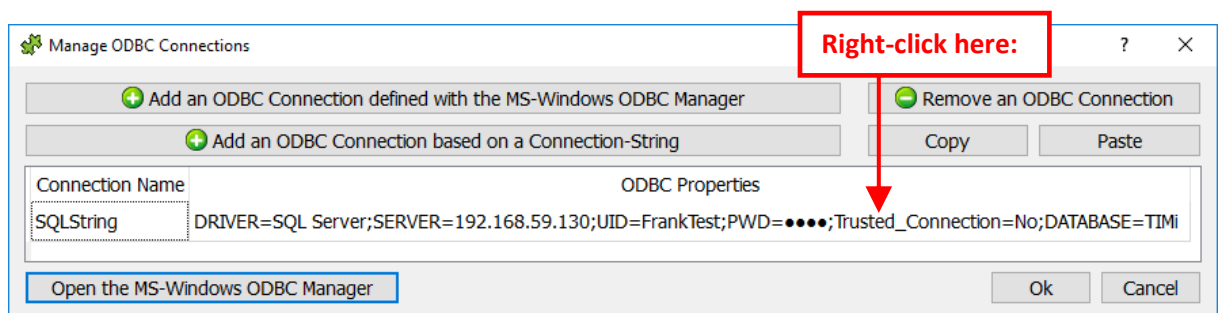 Manage ODBC Connections
Right-click here:
?
Add an ODBC Connection defined with the MS-Windows ODBC Manager
Remove an ODBC Connection
Add an ODBC Connection based on a Connection-String
Copy
Paste
Connection Name
ODBC Properties
SQLString
DRIVER=SQL Server;SERVER=192.168.59.130;UID=FrankTest;PWD=●●●●;Trusted_Connection=No;DATABASE=TIMi
Open the MS-Windows ODBC Manager
Ok
Cancel